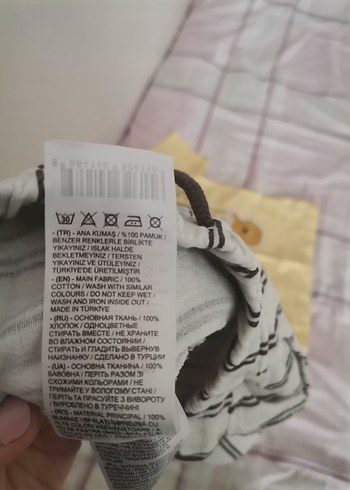 - (TR) - ANA KUMAŞ / %100 PAMUK /
BENZER RENKLERLE BİRLİKTE
YIKAYINIZ / ISLAK HALDE
BEKLETMEYİNİZ / TERSTEN
YIKAYINIZ VE ÜTÜLEYİNİZ /
TÜRKİYE'DE ÜRETİLMİŞTİR
- (EN) - MAIN FABRIC / 100%
COTTON / WASH WITH SIMILAR
COLOURS / DO NOT KEEP WET /
WASH AND IRON INSIDE OUT /
MADE IN TÜRKİYE
- (RU) - ОСНОВНАЯ ТКАНЬ / 100%
ХЛОПОК / ОДНОЦВЕТНЫЕ
СТИРАТЬ ВМЕСТЕ / НЕ ХРАНИТЕ
ВО ВЛАЖНОМ СОСТОЯНИИ /
СТИРАТЬ И ГЛАДИТЬ ВЫВЕРНУВ
НАИЗНАНКУ / СДЕЛАНО В ТУРЦИИ
- (UA) - ОСНОВНА ТКАНИНА / 100%
БАВОВНА / ПЕРІТЬ РАЗОМ ЗІ
СХОЖИМИ КОЛЬОРАМИ / НЕ
ТРИМАЙТЕ У ВОЛОГОМУ СТАНІ /
ПЕРІТЬ ТА ПРАСУЙТЕ З ВИВОРОТУ
/ ВИРОБЛЕНО В ТУРЕЧЧИНІ
- (RO) - MATERIAL PRINCIPAL / 100%